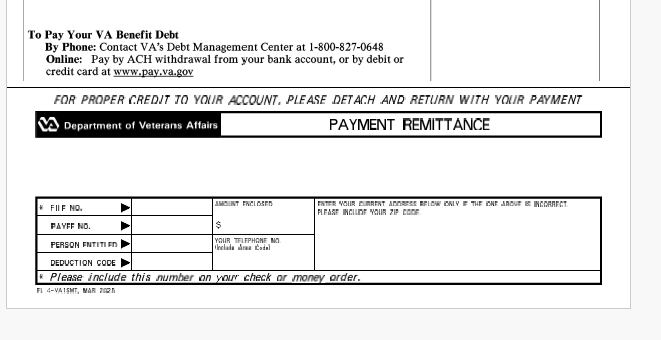 To Pay Your VA Benefit Debt
By Phone: Contact VA's Debt Management Center at 1-800-827-0648
Online: Pay by ACH withdrawal from your bank account, or by debit or
credit card at www.pay.va.gov
FOR PROPER CREDIT TO YOUR ACCOUNT, PLEASE DETACH AND RETURN WITH YOUR PAYMENT
VA Department of Veterans Affairs
PAYMENT REMITTANCE
* FILE NO.
PAYEE NO.
PERSON ENTITLED
DEDUCTION CODE
AMOUNT ENCLOSED
$
YOUR TELEPHONE NO.
(Include Area Code)
ENTER YOUR CURRENT ADDRESS BELOW ONLY IF THE ONE ABOVE IS INCORRECT.
PLEASE INCLUDE YOUR ZIP CODE.
* Please include this number on your check or money order.
FL 4-VA1SMT, MAR 2025